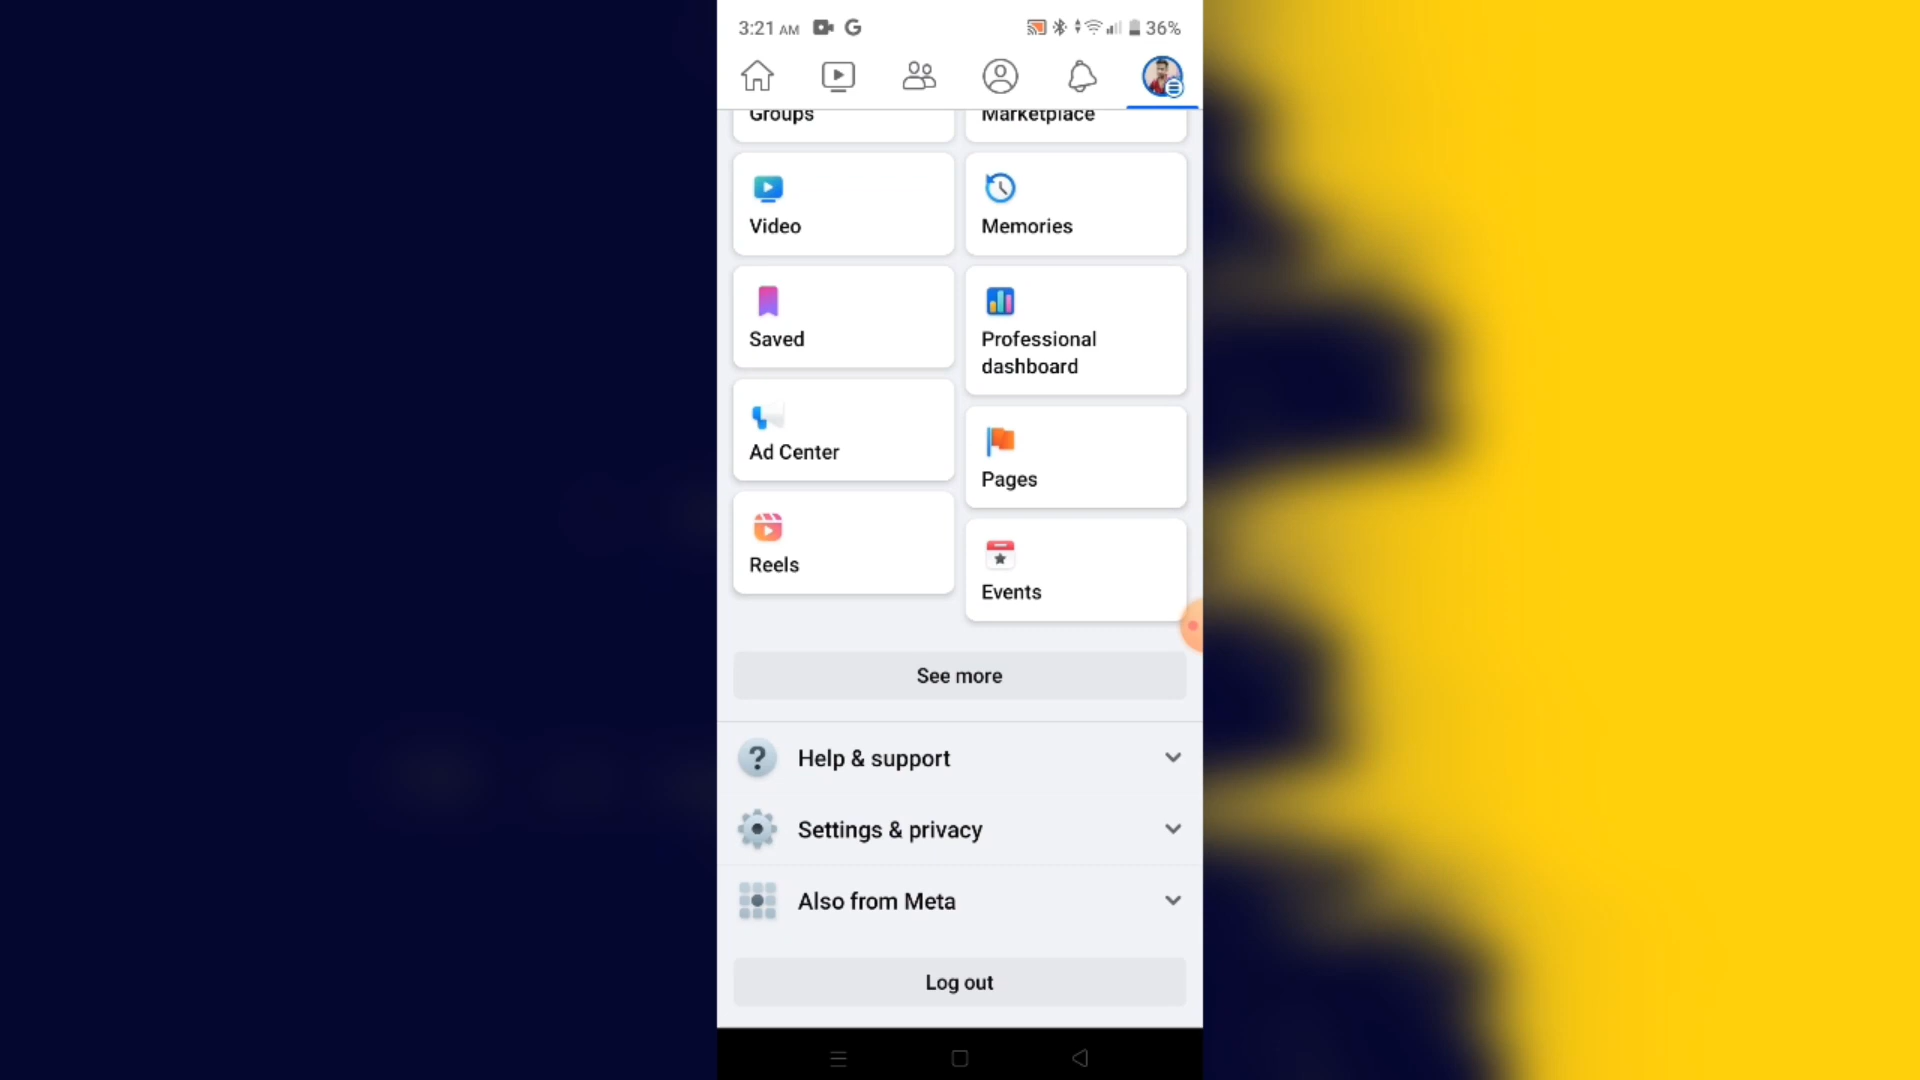 3:21 AM G 36%
Groups Marketplace
Video Memories
Saved Professional dashboard
Ad Center Pages
Reels Events
See more
Help & support
Settings & privacy
Also from Meta
Log out